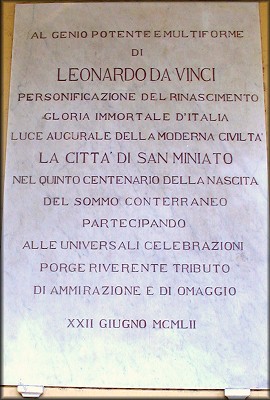 AL GENIO POTENTE E MULTIFORME
DI
LEONARDO DA VINCI
PERSONIFICAZIONE DEL RINASCIMENTO
GLORIA IMMORTALE D'ITALIA
LUCE AUGURALE DELLA MODERNA CIVILTA'
LA CITTA' DI SAN MINIATO
NEL QUINTO CENTENARIO DELLA NASCITA
DEL SOMMO CONTERRANEO
PARTECIPANDO
ALLE UNIVERSALI CELEBRAZIONI
PORGE RIVERENTE TRIBUTO
DI AMMIRAZIONE E DI OMAGGIO
XXII GIUGNO MCMLII